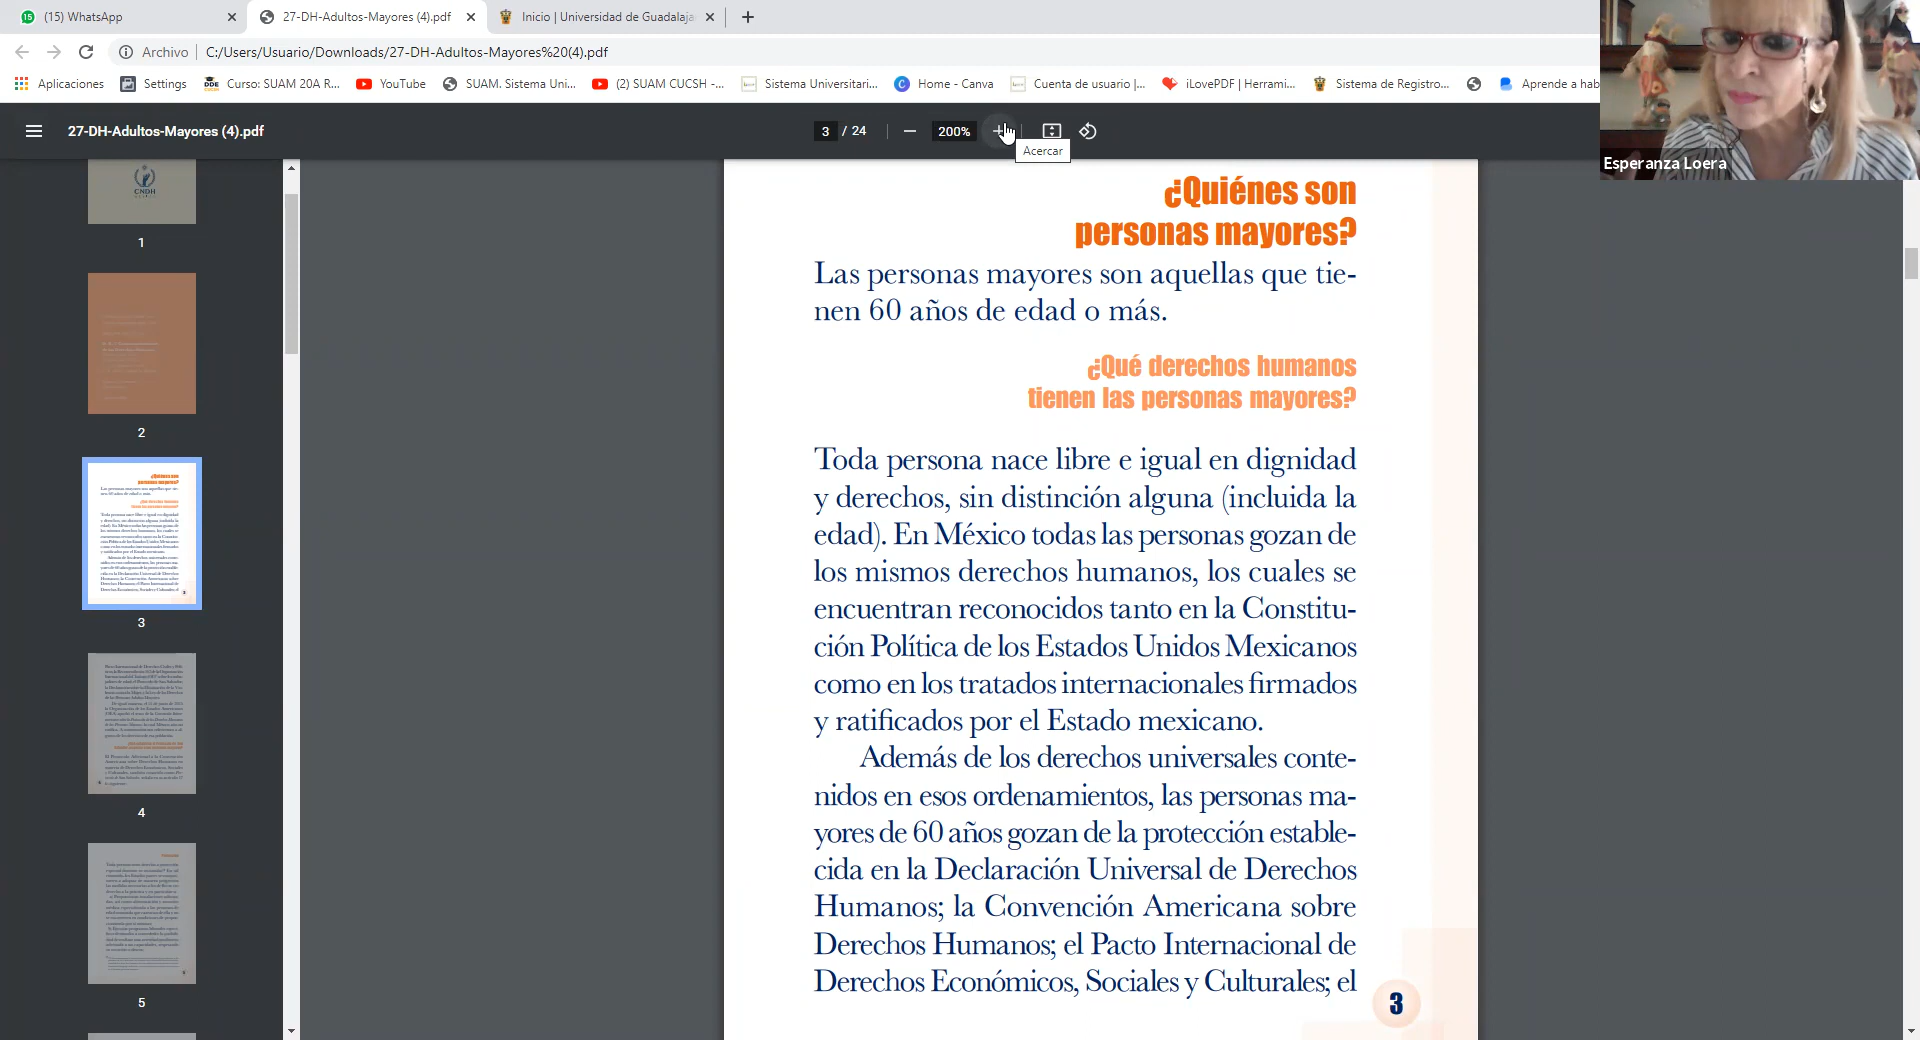 (15) WhatsApp
27-DH-Adultos-Mayores (4).pdf
Inicio | Universidad de Guadalaja
Archivo
C:/Users/Usuario/Downloads/27-DH-Adultos-Mayores%20(4).pdf
Aplicaciones
Settings
Curso: SUAM 20A R...
YouTube
SUAM. Sistema Uni...
(2) SUAM CUCSH -...
Sistema Universitari...
Home - Canva
Cuenta de usuario |...
iLovePDF | Herrami...
Sistema de Registro...
Aprende a hab
Esperanza Loera
27-DH-Adultos-Mayores (4).pdf
3 / 24
200%
Acercar
CNDH
1
2
3
4
5
¿Quiénes son
personas mayores?
Las personas mayores son aquellas que tie-
nen 60 años de edad o más.
¿Qué derechos humanos
tienen las personas mayores?
Toda persona nace libre e igual en dignidad
y derechos, sin distinción alguna (incluida la
edad). En México todas las personas gozan de
los mismos derechos humanos, los cuales se
encuentran reconocidos tanto en la Constitu-
ción Política de los Estados Unidos Mexicanos
como en los tratados internacionales firmados
y ratificados por el Estado mexicano.
Además de los derechos universales conte-
nidos en esos ordenamientos, las personas ma-
yores de 60 años gozan de la protección estable-
cida en la Declaración Universal de Derechos
Humanos; la Convención Americana sobre
Derechos Humanos; el Pacto Internacional de
Derechos Económicos, Sociales y Culturales; el
3